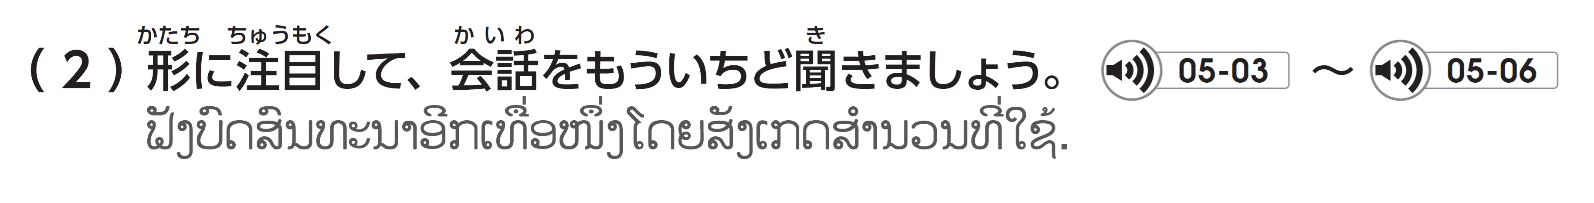 かたち ちゅうもく かいわ き
(2)形に注目して、会話をもういちど聞きましょう。 05-03 ～ 05-06
ຟັງບົດສົນທະນາອີກເທື່ອໜຶ່ງໂດຍສັງເກດສຳນວນທີ່ໃຊ້.